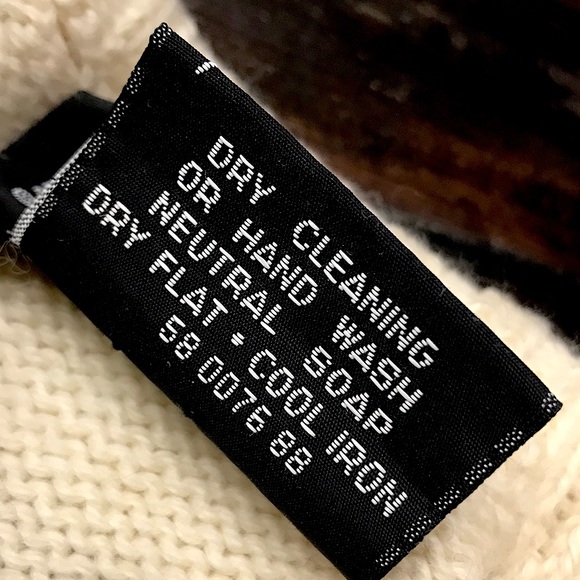 DRY CLEANING
OR HAND WASH
NEUTRAL SOAP
DRY FLAT • COOL IRON
58 0076 88